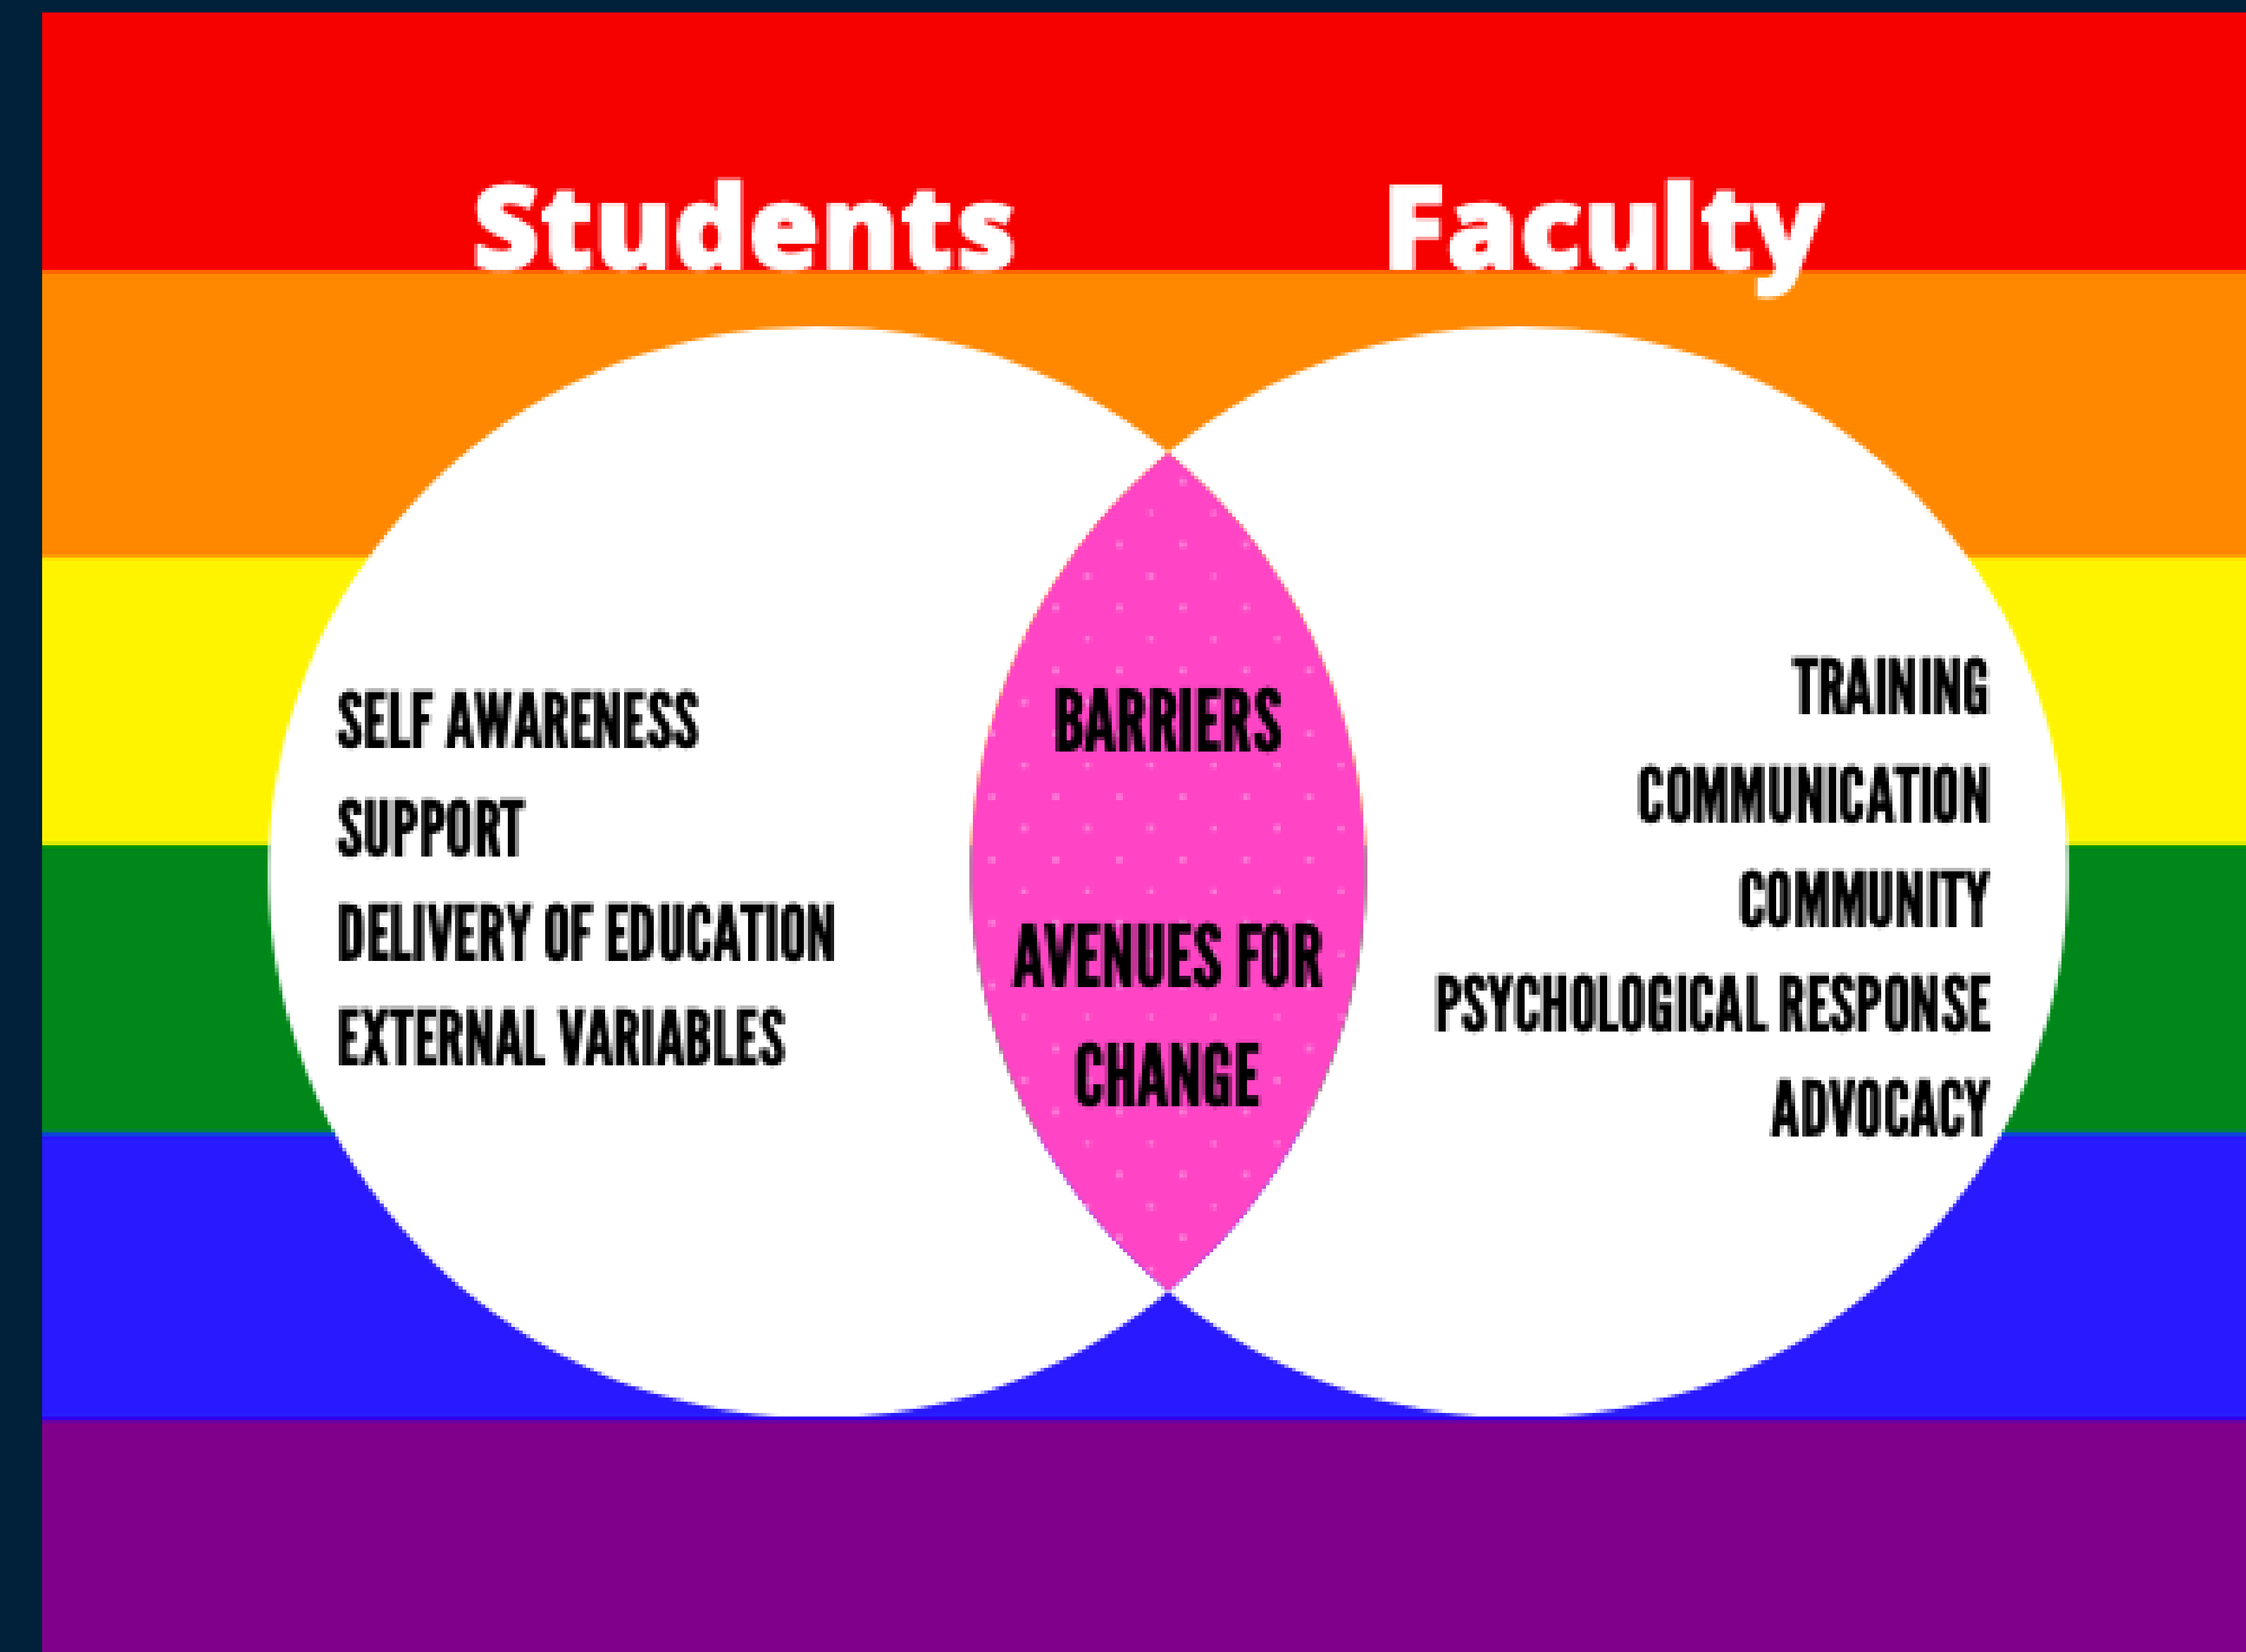 Students
Faculty
SELF AWARENESS
SUPPORT
DELIVERY OF EDUCATION
EXTERNAL VARIABLES
BARRIERS
AVENUES FOR
CHANGE
TRAINING
COMMUNICATION
COMMUNITY
PSYCHOLOGICAL RESPONSE
ADVOCACY